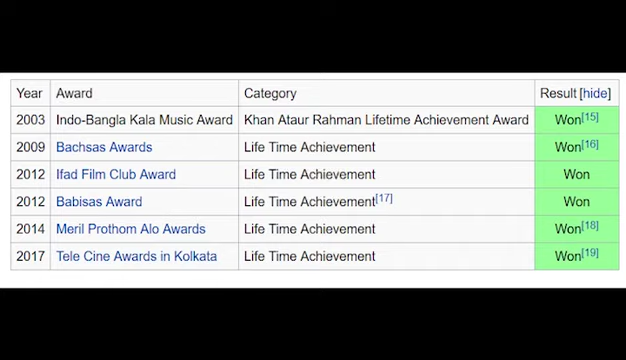 Year Award Category Result [hide]
2003 Indo-Bangla Kala Music Award Khan Ataur Rahman Lifetime Achievement Award Won[15]
2009 Bachsas Awards Life Time Achievement Won[16]
2012 Ifad Film Club Award Life Time Achievement Won
2012 Babisas Award Life Time Achievement[17] Won
2014 Meril Prothom Alo Awards Life Time Achievement Won[18]
2017 Tele Cine Awards in Kolkata Life Time Achievement Won[19]